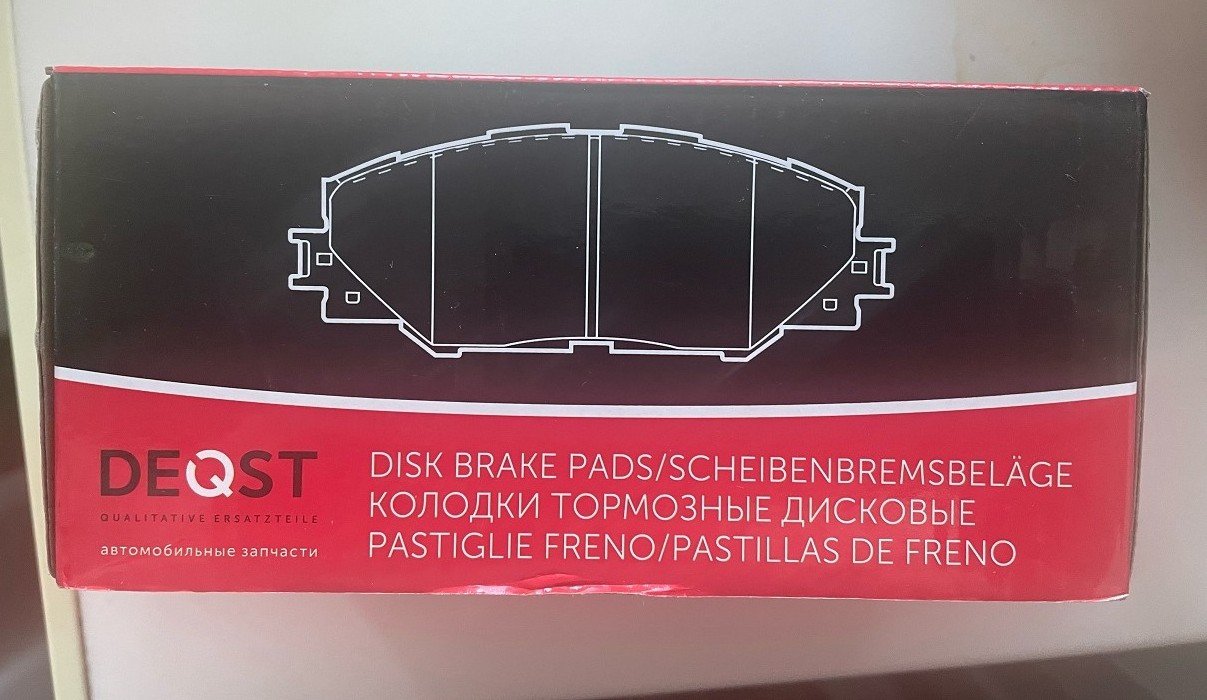 DEQST
QUALITATIVE ERSATZTEILE
автомобильные запчасти
DISK BRAKE PADS/SCHEIBENBREMSBELÄGE
КОЛОДКИ ТОРМОЗНЫЕ ДИСКОВЫЕ
PASTIGLIE FRENO/PASTILLAS DE FRENO